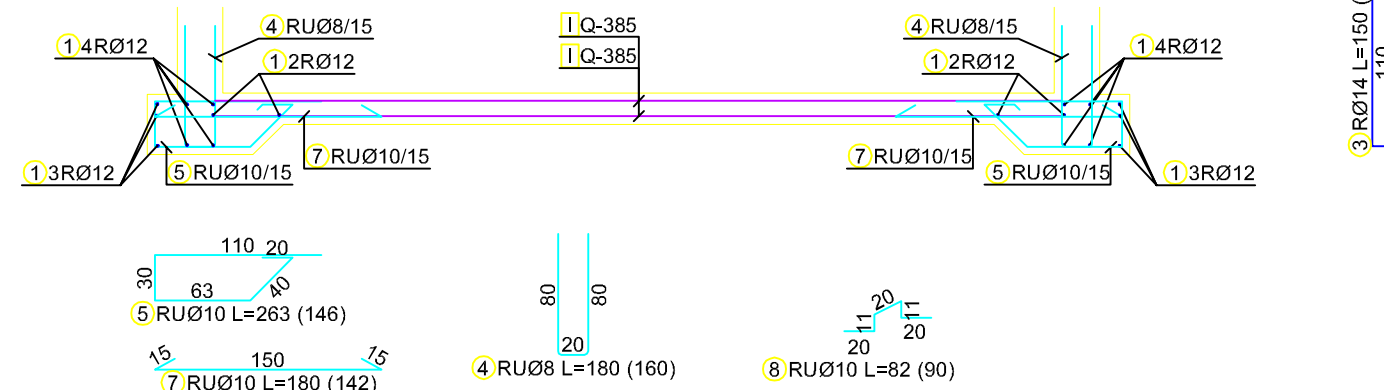 ④ RUØ8/15
I Q-385
④ RUØ8/15
① 4RØ12
I Q-385
① 4RØ12
① 2RØ12
① 2RØ12
⑦ RUØ10/15
⑦ RUØ10/15
① 3RØ12
⑤ RUØ10/15
⑤ RUØ10/15
① 3RØ12
③ RØ14 L=150 (
110
110
20
30
63
40
⑤ RUØ10 L=263 (146)
15
150
15
⑦ RUØ10 L=180 (142)
80
80
20
④ RUØ8 L=180 (160)
20
11
11
20
20
⑧ RUØ10 L=82 (90)